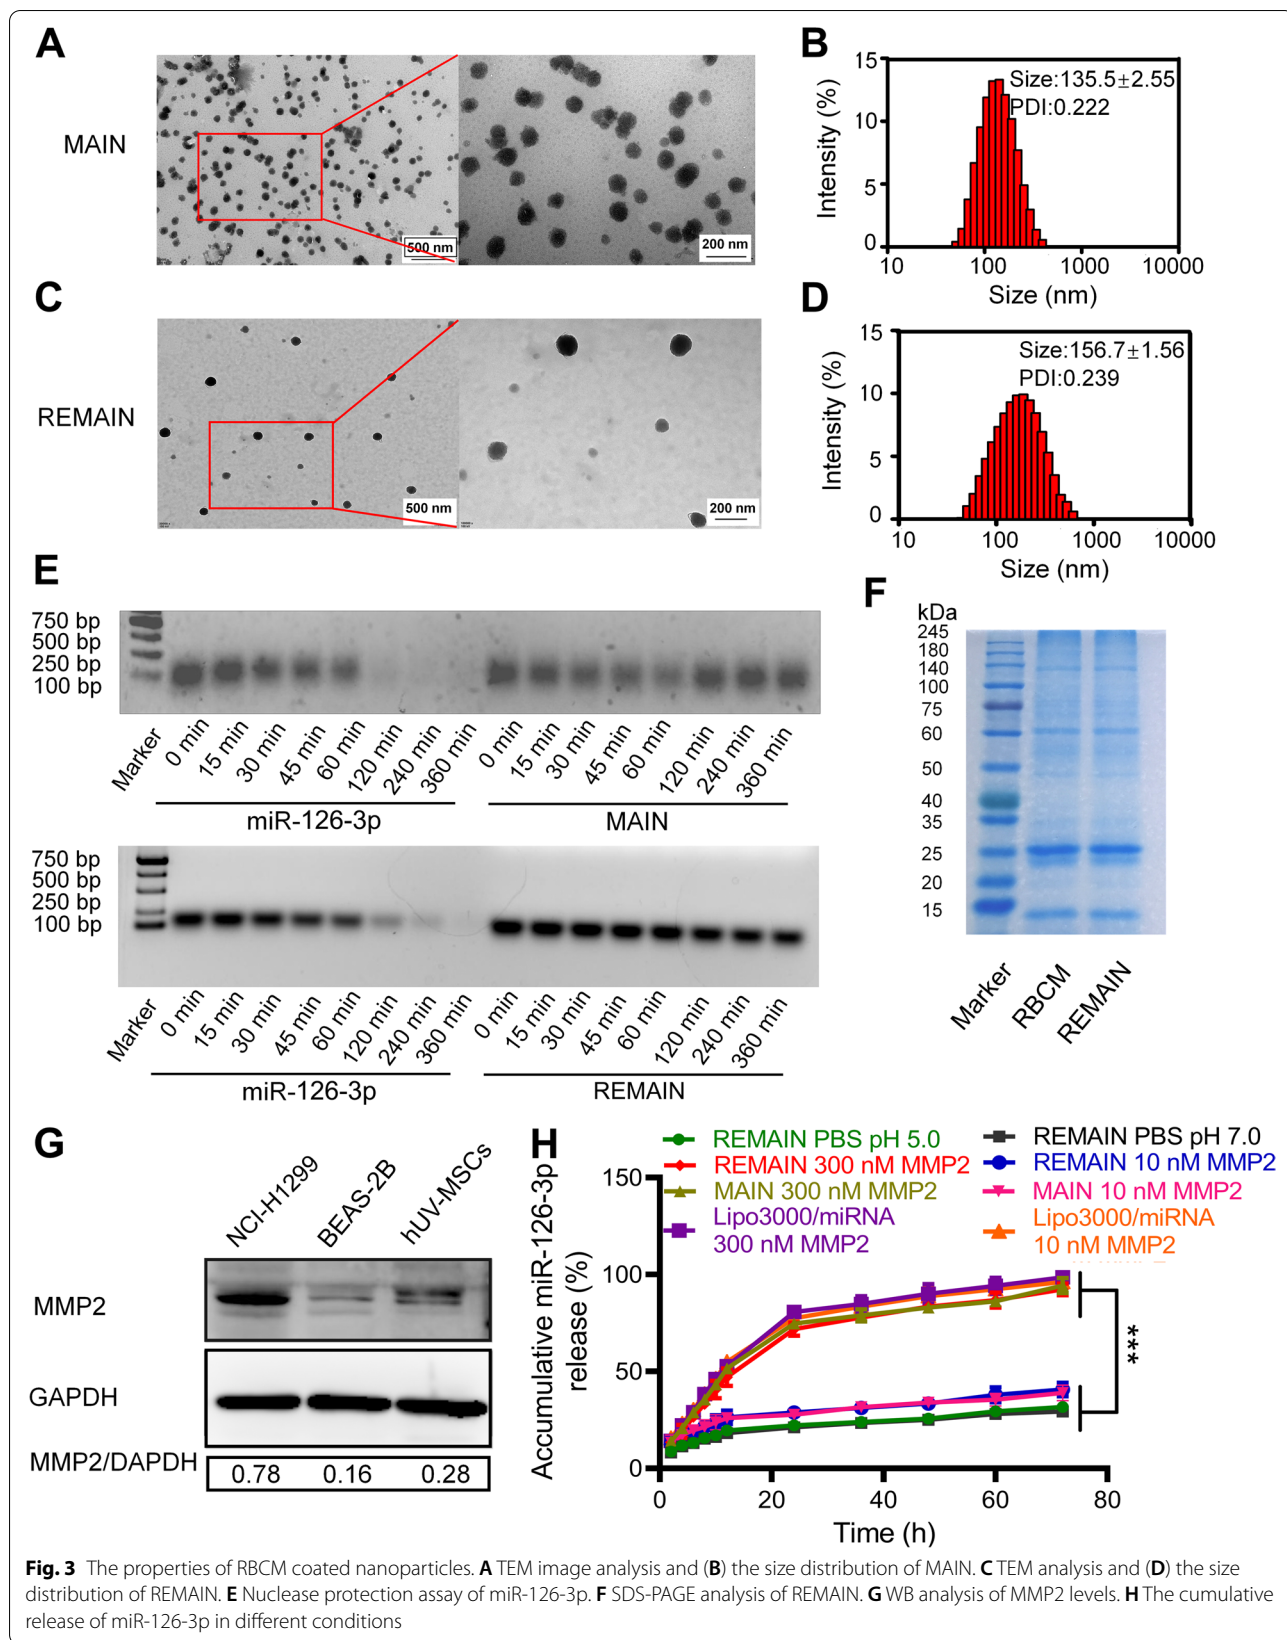 A
MAIN
500 nm
200 nm
B
15
10
5
0
Intensity (%)
Size:135.5±2.55
PDI:0.222
10 100 1000 10000
Size (nm)
C
REMAIN
500 nm
200 nm
D
15
10
5
0
Intensity (%)
Size:156.7±1.56
PDI:0.239
10 100 1000 10000
Size (nm)
E
750 bp
500 bp
250 bp
100 bp
Marker 0 min 15 min 30 min 45 min 60 min 120 min 240 min 360 min 0 min 15 min 30 min 45 min 60 min 120 min 240 min 360 min
miR-126-3p MAIN
750 bp
500 bp
250 bp
100 bp
Marker 0 min 15 min 30 min 45 min 60 min 120 min 240 min 360 min 0 min 15 min 30 min 45 min 60 min 120 min 240 min 360 min
miR-126-3p REMAIN
F
kDa
245
180
140
100
75
60
50
40
35
25
20
15
Marker RBCM REMAIN
G
NCI-H1299 BEAS-2B hUV-MSCs
MMP2
GAPDH
MMP2/DAPDH 0.78 0.16 0.28
H
REMAIN PBS pH 5.0 REMAIN PBS pH 7.0
REMAIN 300 nM MMP2 REMAIN 10 nM MMP2
MAIN 300 nM MMP2 MAIN 10 nM MMP2
Lipo3000/miRNA Lipo3000/miRNA
300 nM MMP2 10 nM MMP2
Accumulative miR-126-3p
release (%)
150
100
50
0
***
0 20 40 60 80
Time (h)
Fig. 3 The properties of RBCM coated nanoparticles. A TEM image analysis and (B) the size distribution of MAIN. C TEM analysis and (D) the size
distribution of REMAIN. E Nuclease protection assay of miR-126-3p. F SDS-PAGE analysis of REMAIN. G WB analysis of MMP2 levels. H The cumulative
release of miR-126-3p in different conditions